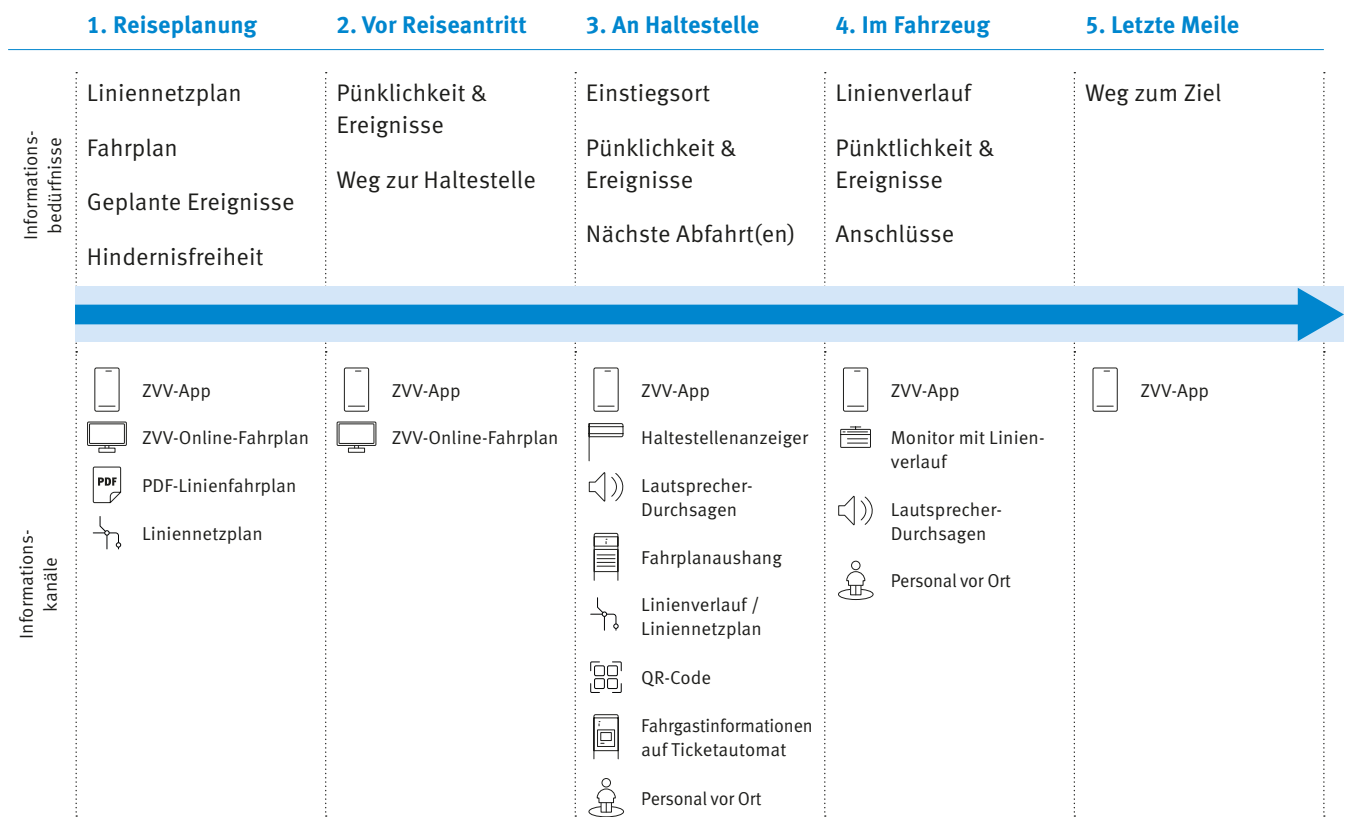 1. Reiseplanung
2. Vor Reiseantritt
3. An Haltestelle
4. Im Fahrzeug
5. Letzte Meile
Informations-
bedürfnisse
Liniennetzplan
Fahrplan
Geplante Ereignisse
Hindernisfreiheit
Pünklichkeit &
Ereignisse
Weg zur Haltestelle
Einstiegsort
Pünklichkeit &
Ereignisse
Nächste Abfahrt(en)
Linienverlauf
Pünktlichkeit &
Ereignisse
Anschlüsse
Weg zum Ziel
Informations-
kanäle
ZVV-App
ZVV-Online-Fahrplan
PDF
PDF-Linienfahrplan
Liniennetzplan
ZVV-App
ZVV-Online-Fahrplan
ZVV-App
Haltestellenanzeiger
Lautsprecher-
Durchsagen
i
Fahrplanaushang
Linienverlauf /
Liniennetzplan
QR-Code
i
Fahrgastinformationen
auf Ticketautomat
Personal vor Ort
ZVV-App
Monitor mit Linien-
verlauf
Lautsprecher-
Durchsagen
Personal vor Ort
ZVV-App